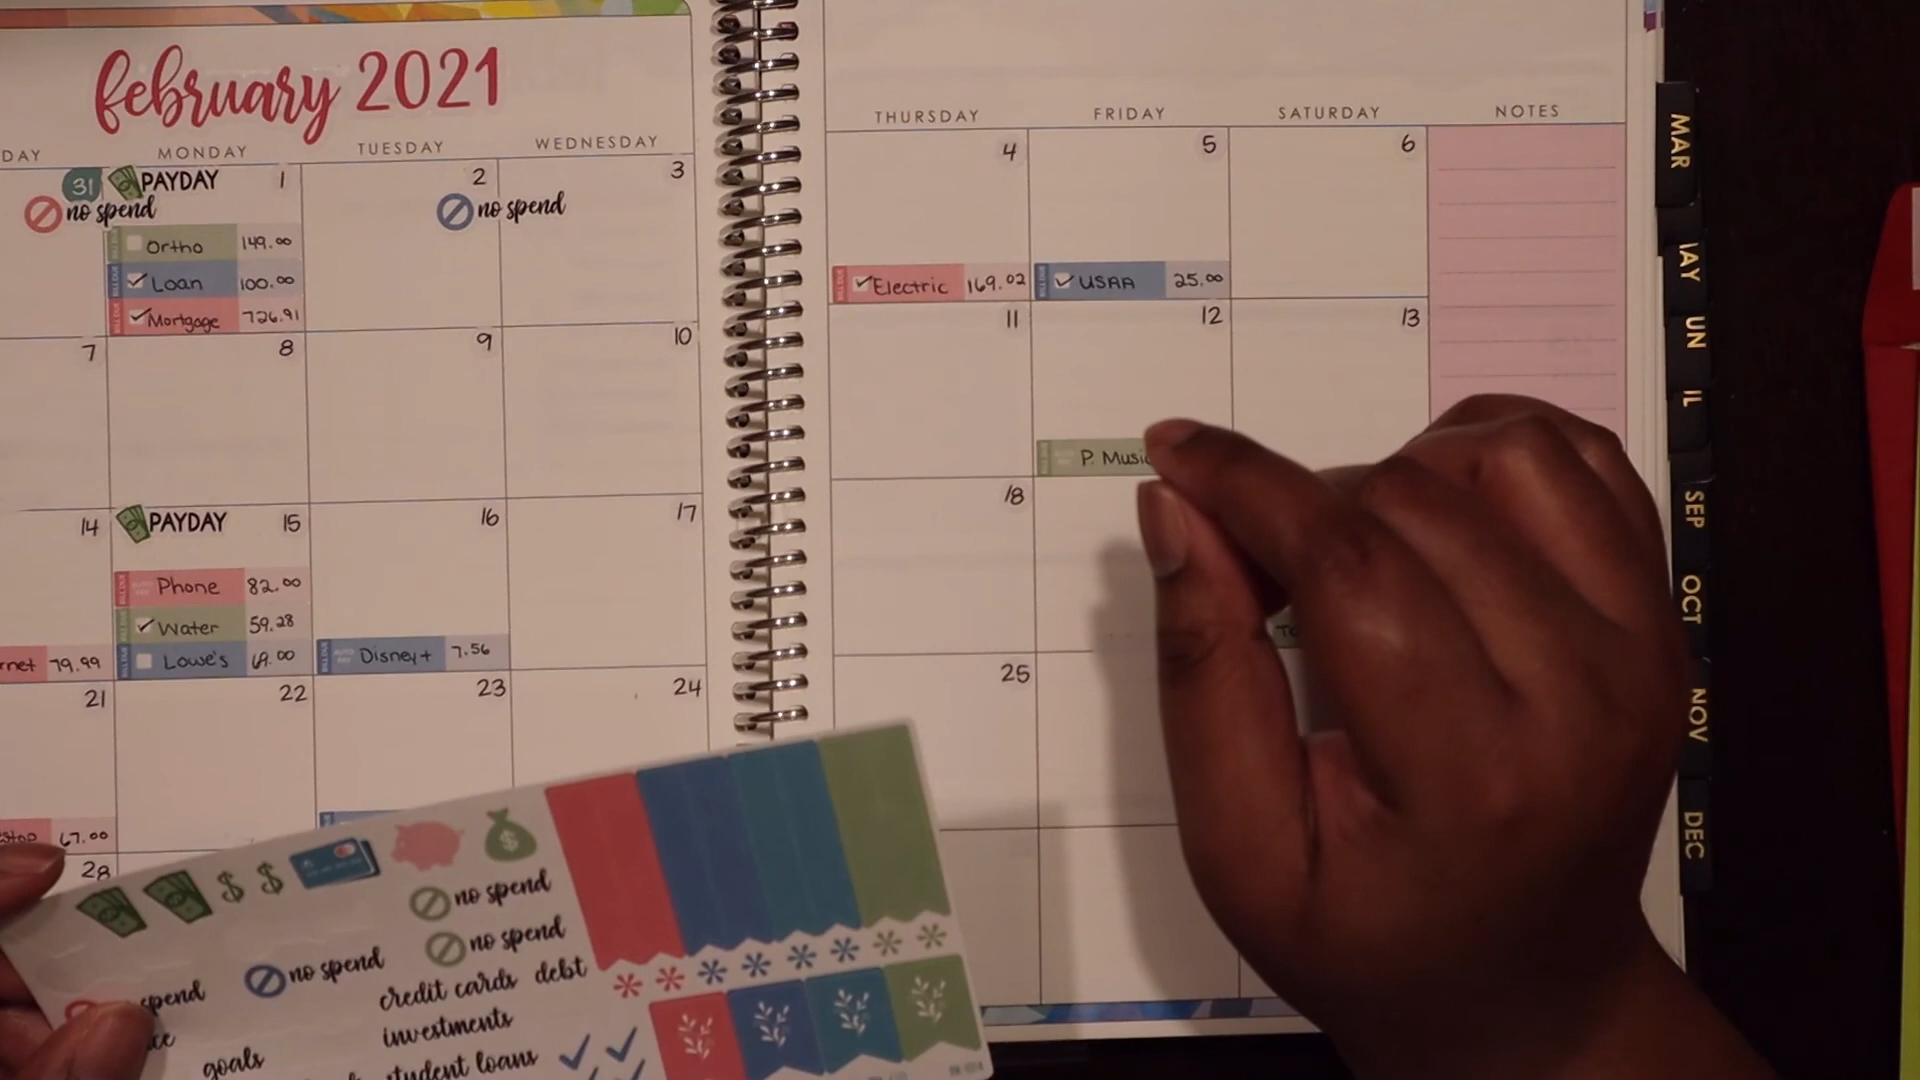 february 2021
DAY MONDAY TUESDAY WEDNESDAY THURSDAY FRIDAY SATURDAY NOTES
31 PAYDAY 1 2 3 4 5 6
no spend no spend
Ortho 149.00
Loan 100.00 Electric 169.02 USAA 25.00
Mortgage 726.91
7 8 9 10 11 12 13
P. Music
14 PAYDAY 15 16 17 18
Phone 82.00
Water 59.28
rnet 79.99 Lowe's 69.00 Disney+ 7.56
21 22 23 24 25
67.00
28
MAR
SEP
OCT
NOV
DEC
$ $ $
no spend
no spend
spend no spend
credit cards debt
investments
goals student loans